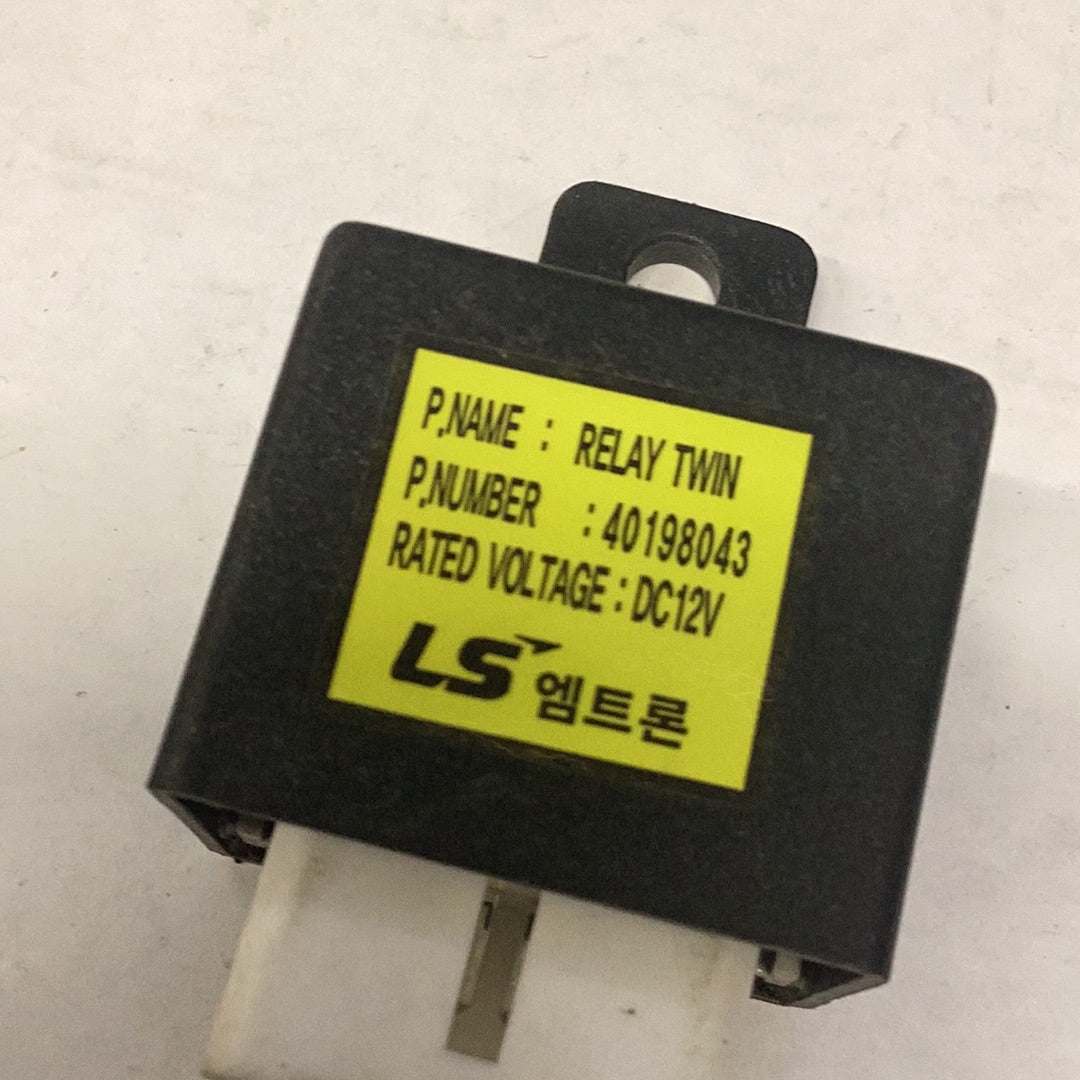 P,NAME : RELAY TWIN
P,NUMBER : 40198043
RATED VOLTAGE : DC12V
LS 엠트론